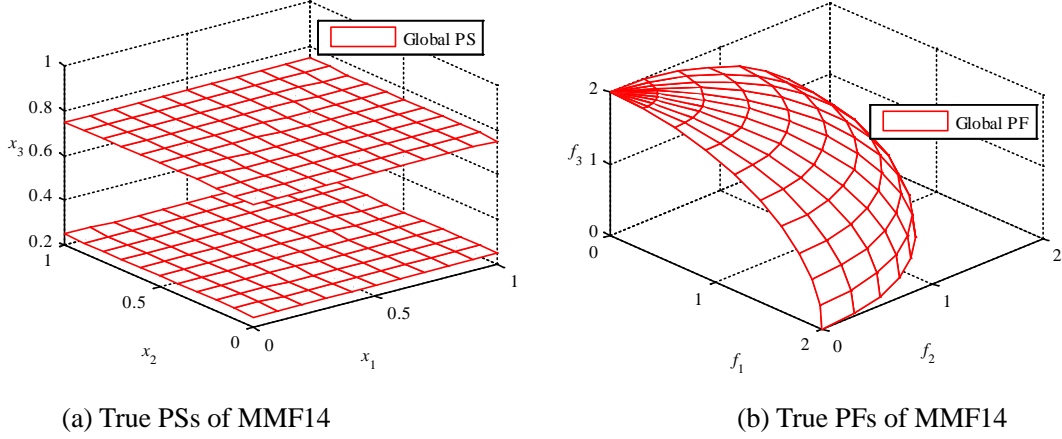 Global PS
1
0.8
x3
0.6
0.4
0.2
1
0.5
x2
0
0
x1
0.5
1
Global PF
2
f3
1
0
0
1
f1
2
0
f2
1
2
(a) True PSs of MMF14
(b) True PFs of MMF14